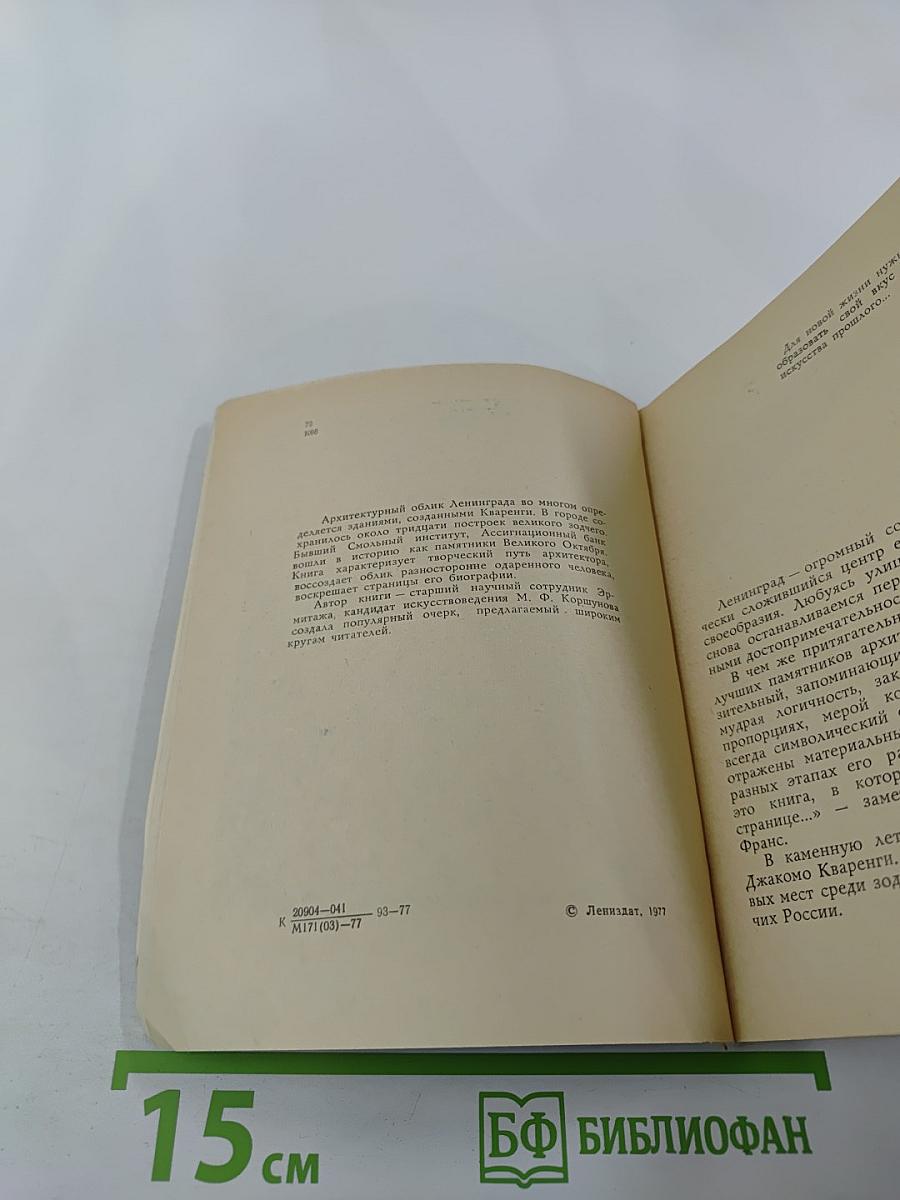 72
К66
Архитектурный облик Ленинграда во многом опре-
деляется зданиями, созданными Кваренги. В городе со-
хранилось около тридцати построек великого зодчего.
Бывший Смольный институт, Ассигнационный банк
вошли в историю как памятники Великого Октября.
Книга характеризует творческий путь архитектора,
воссоздает облик разносторонне одаренного человека,
воскрешает страницы его биографии.
Автор книги — старший научный сотрудник Эр-
митажа, кандидат искусствоведения М. Ф. Коршунова
создала популярный очерк, предлагаемый широким
кругам читателей.
К 20904—041 93—77
М171(03)—77
© Лениздат, 1977
Для новой жизни нужн
образовать свой вкус
искусства прошлого...
Ленинград — огромный со
чески сложившийся центр е
своеобразия. Любуясь улиц
снова останавливаемся пер
ными достопримечательнос
В чем же притягательн
лучших памятников архит
зительный, запоминающи
мудрая логичность, зак
пропорциях, мерой ко
всегда символический с
отражены материальны
разных этапах его ра
это книга, в котор
странице...» — заме
Франс.
В каменную лет
Джакомо Кваренги.
вых мест среди зод
чих России.
15 см
БФ БИБЛИОФАН